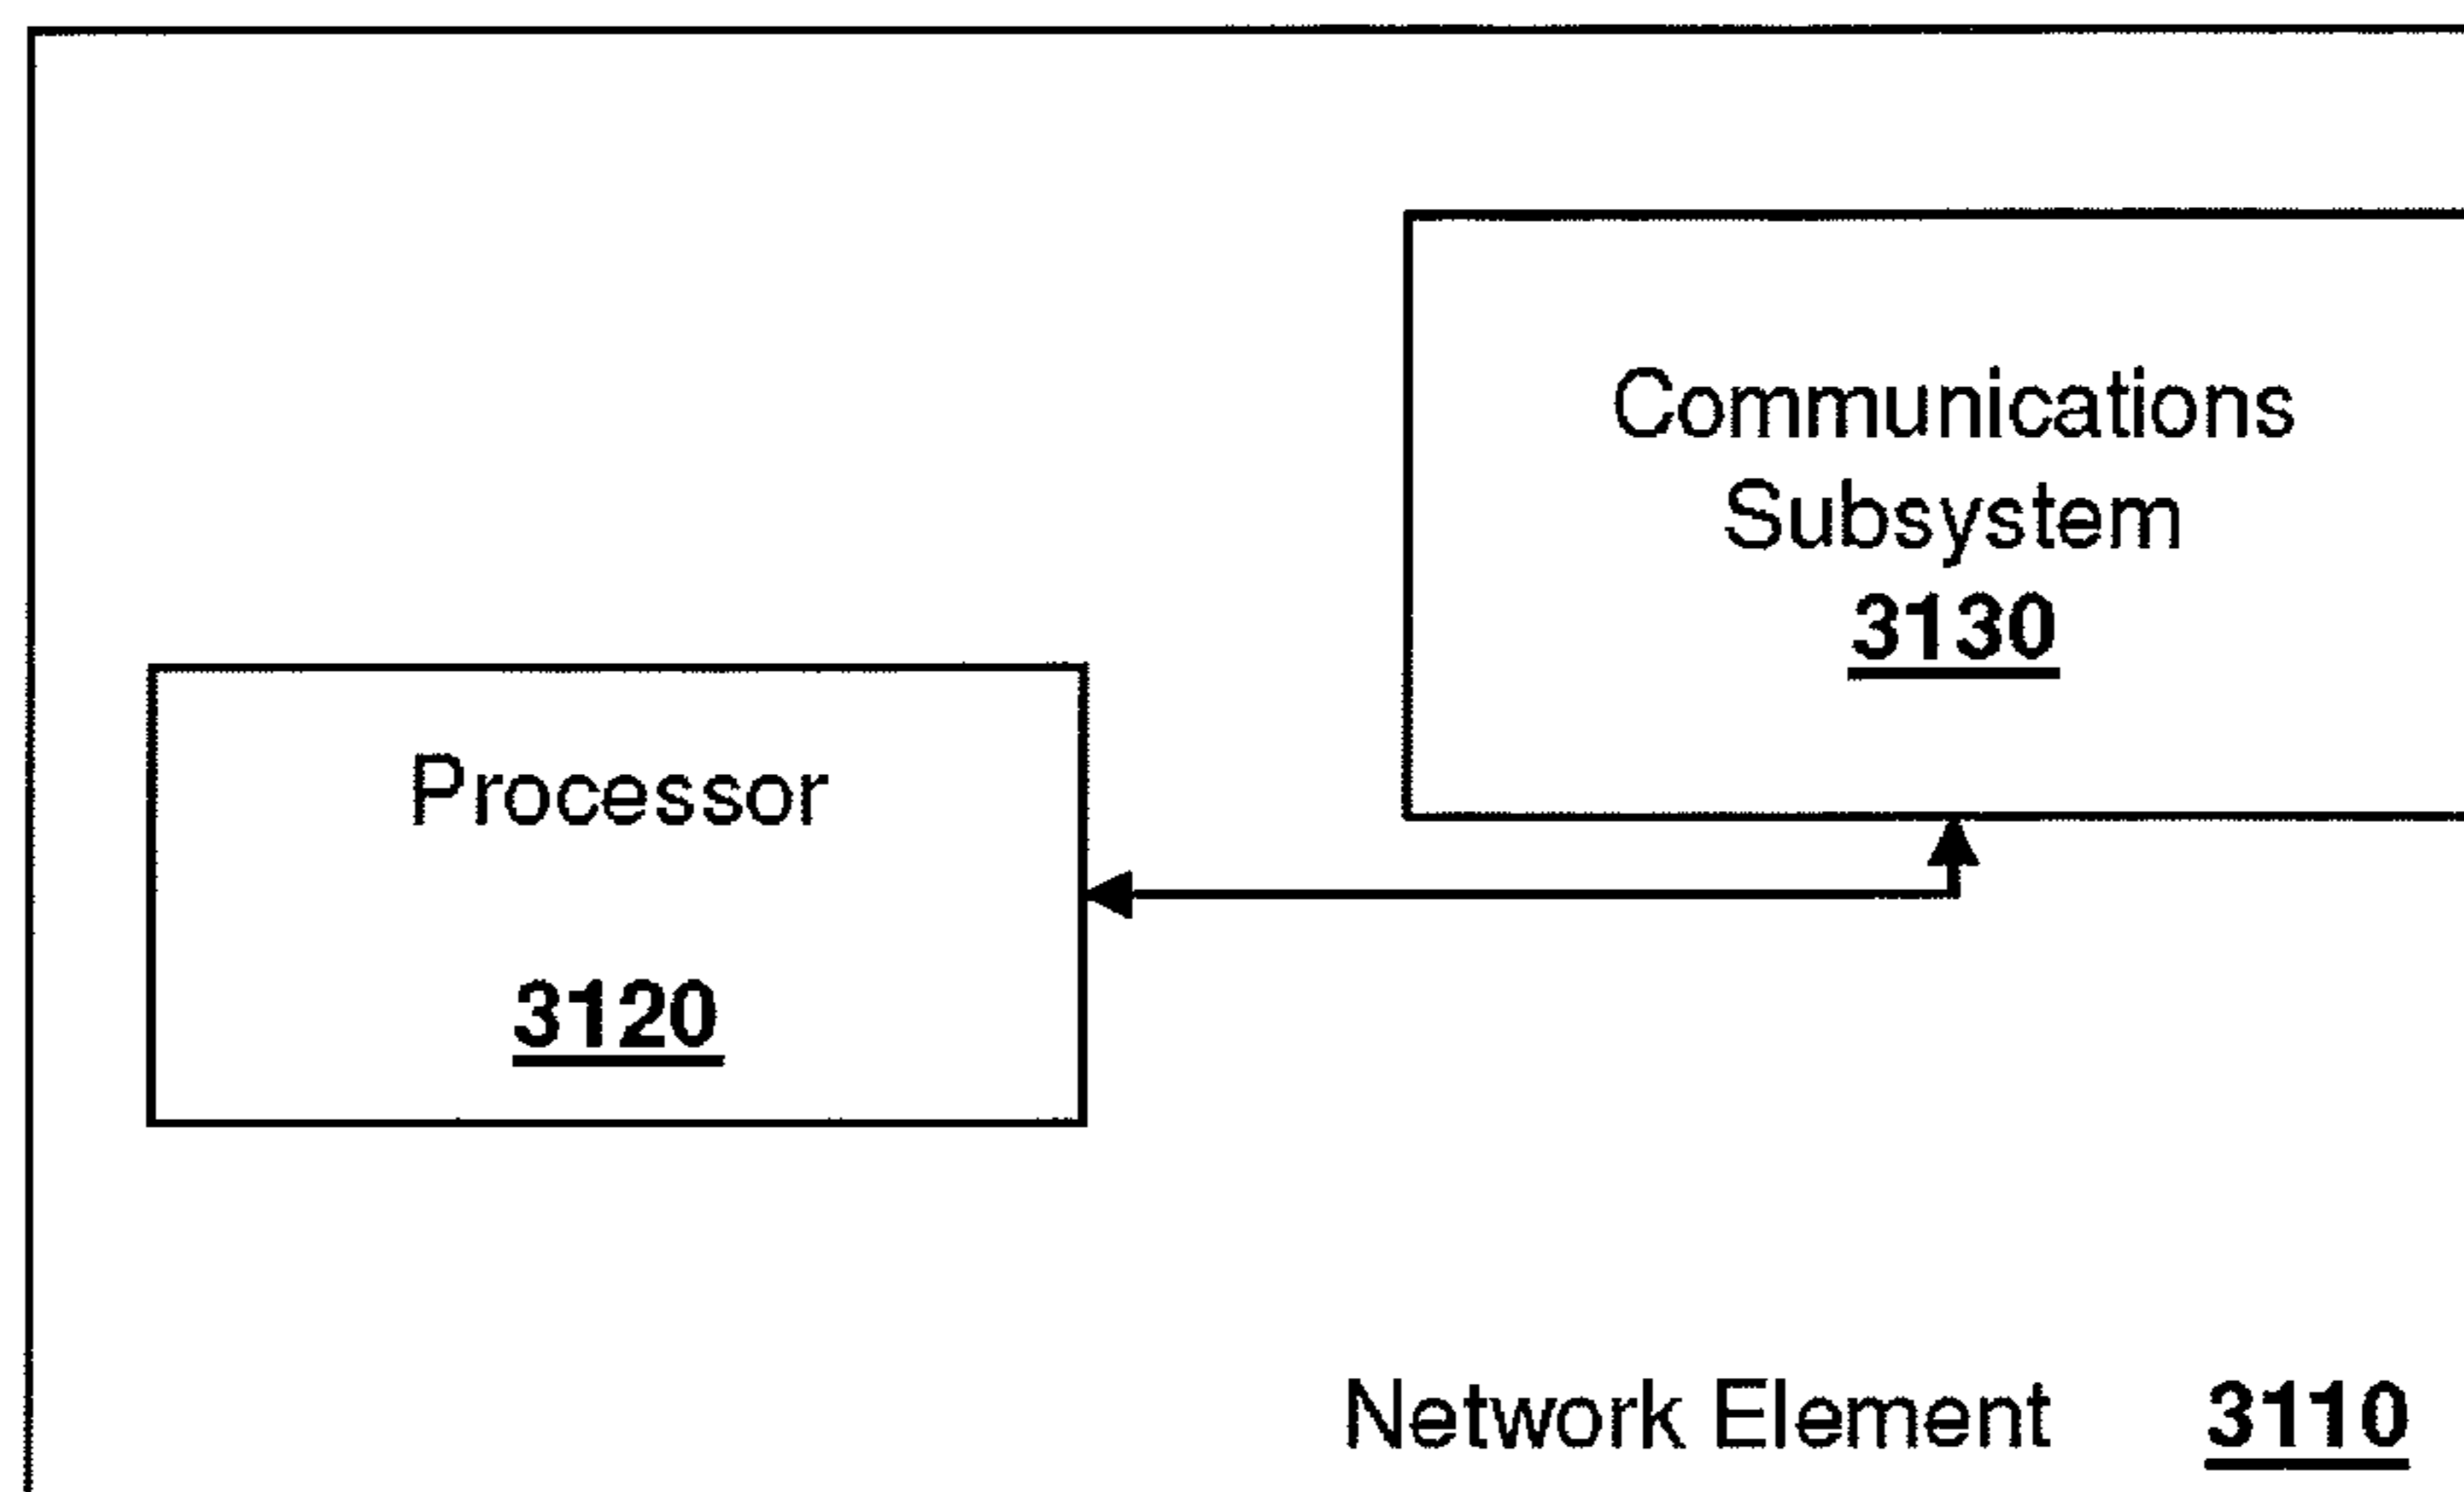 Communications
Subsystem
3130
Processor
3120
Network Element 3110